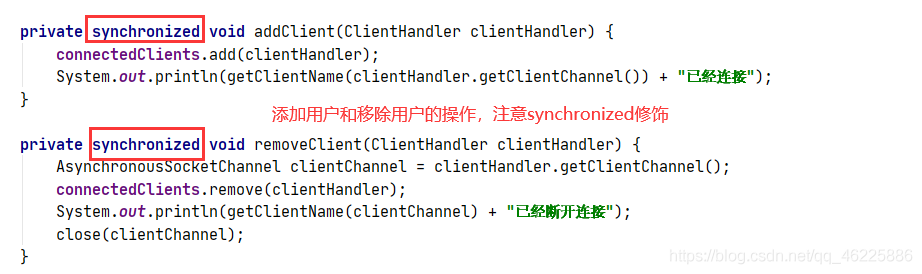 private synchronized void addClient(ClientHandler clientHandler) {
    connectedClients.add(clientHandler);
    System.out.println(getClientName(clientHandler.getClientChannel()) + "已经连接");
}
添加用户和移除用户的操作，注意synchronized修饰
private synchronized void removeClient(ClientHandler clientHandler) {
    AsynchronousSocketChannel clientChannel = clientHandler.getClientChannel();
    connectedClients.remove(clientHandler);
    System.out.println(getClientName(clientChannel) + "已经断开连接");
    close(clientChannel);
}
https://blog.csdn.net/qq_46225886